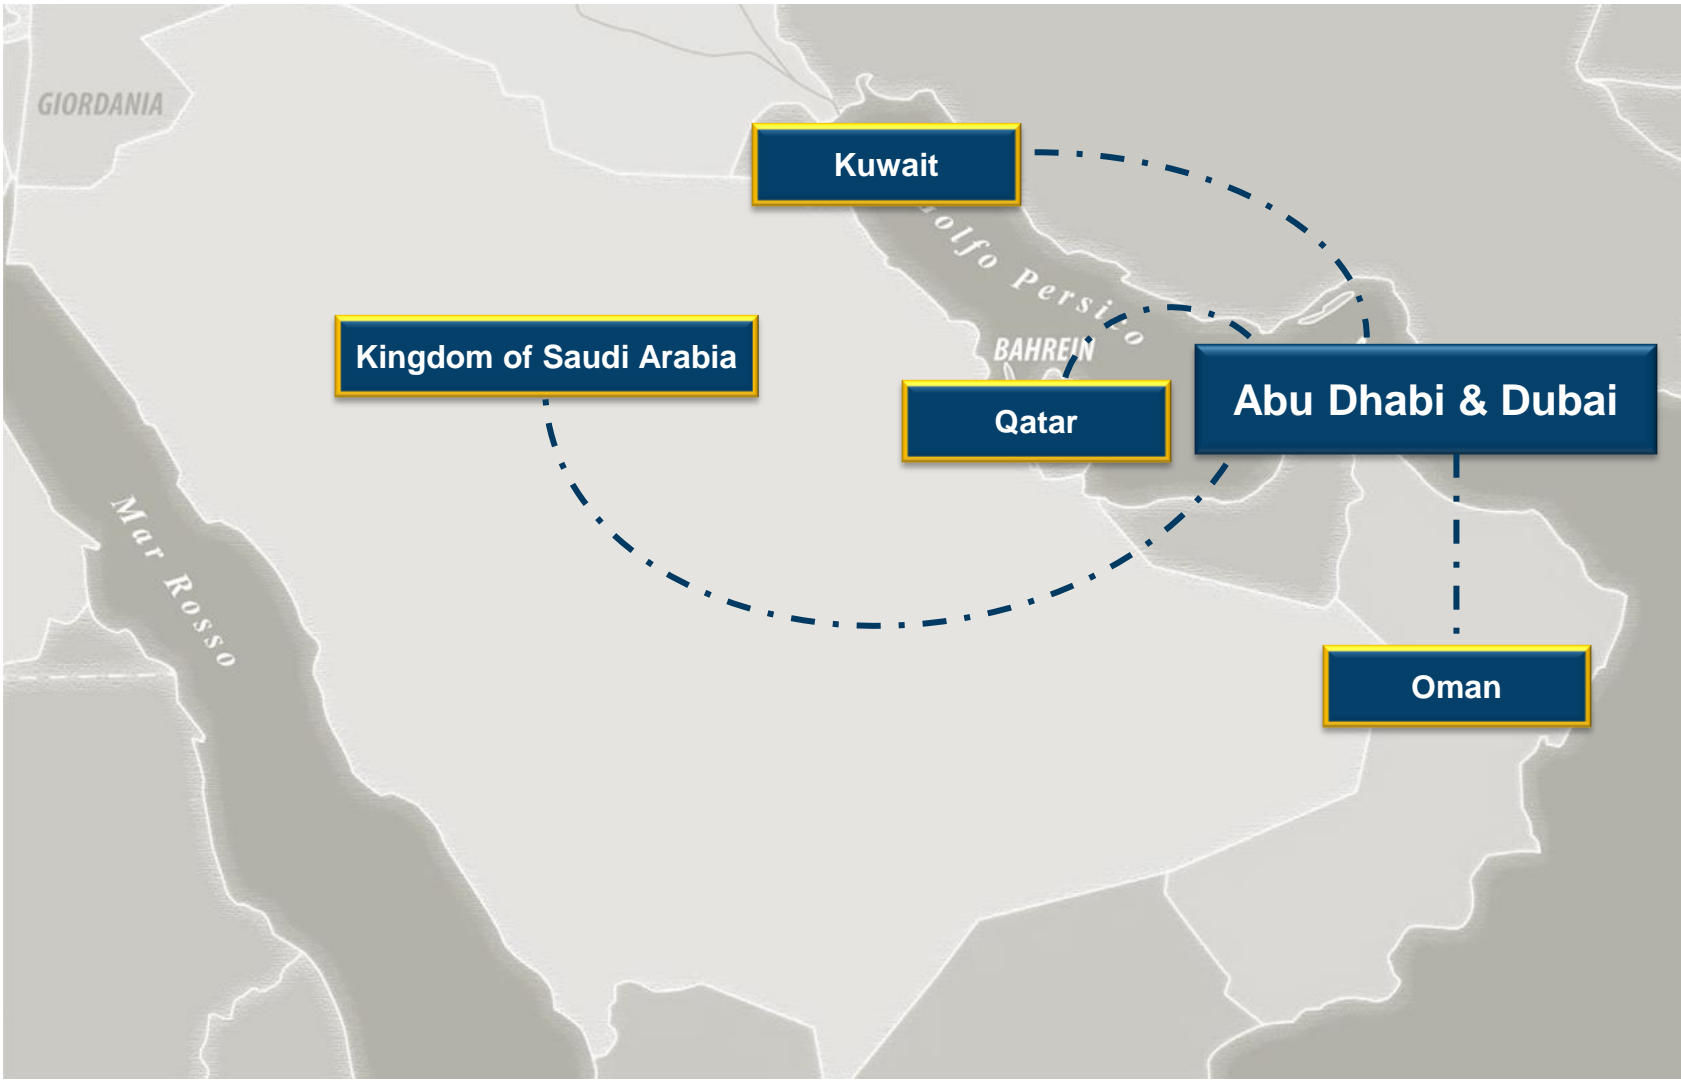 GIORDANIA
Kuwait
Golfo Persico
Kingdom of Saudi Arabia
BAHREIN
Qatar
Abu Dhabi & Dubai
Mar Rosso
Oman